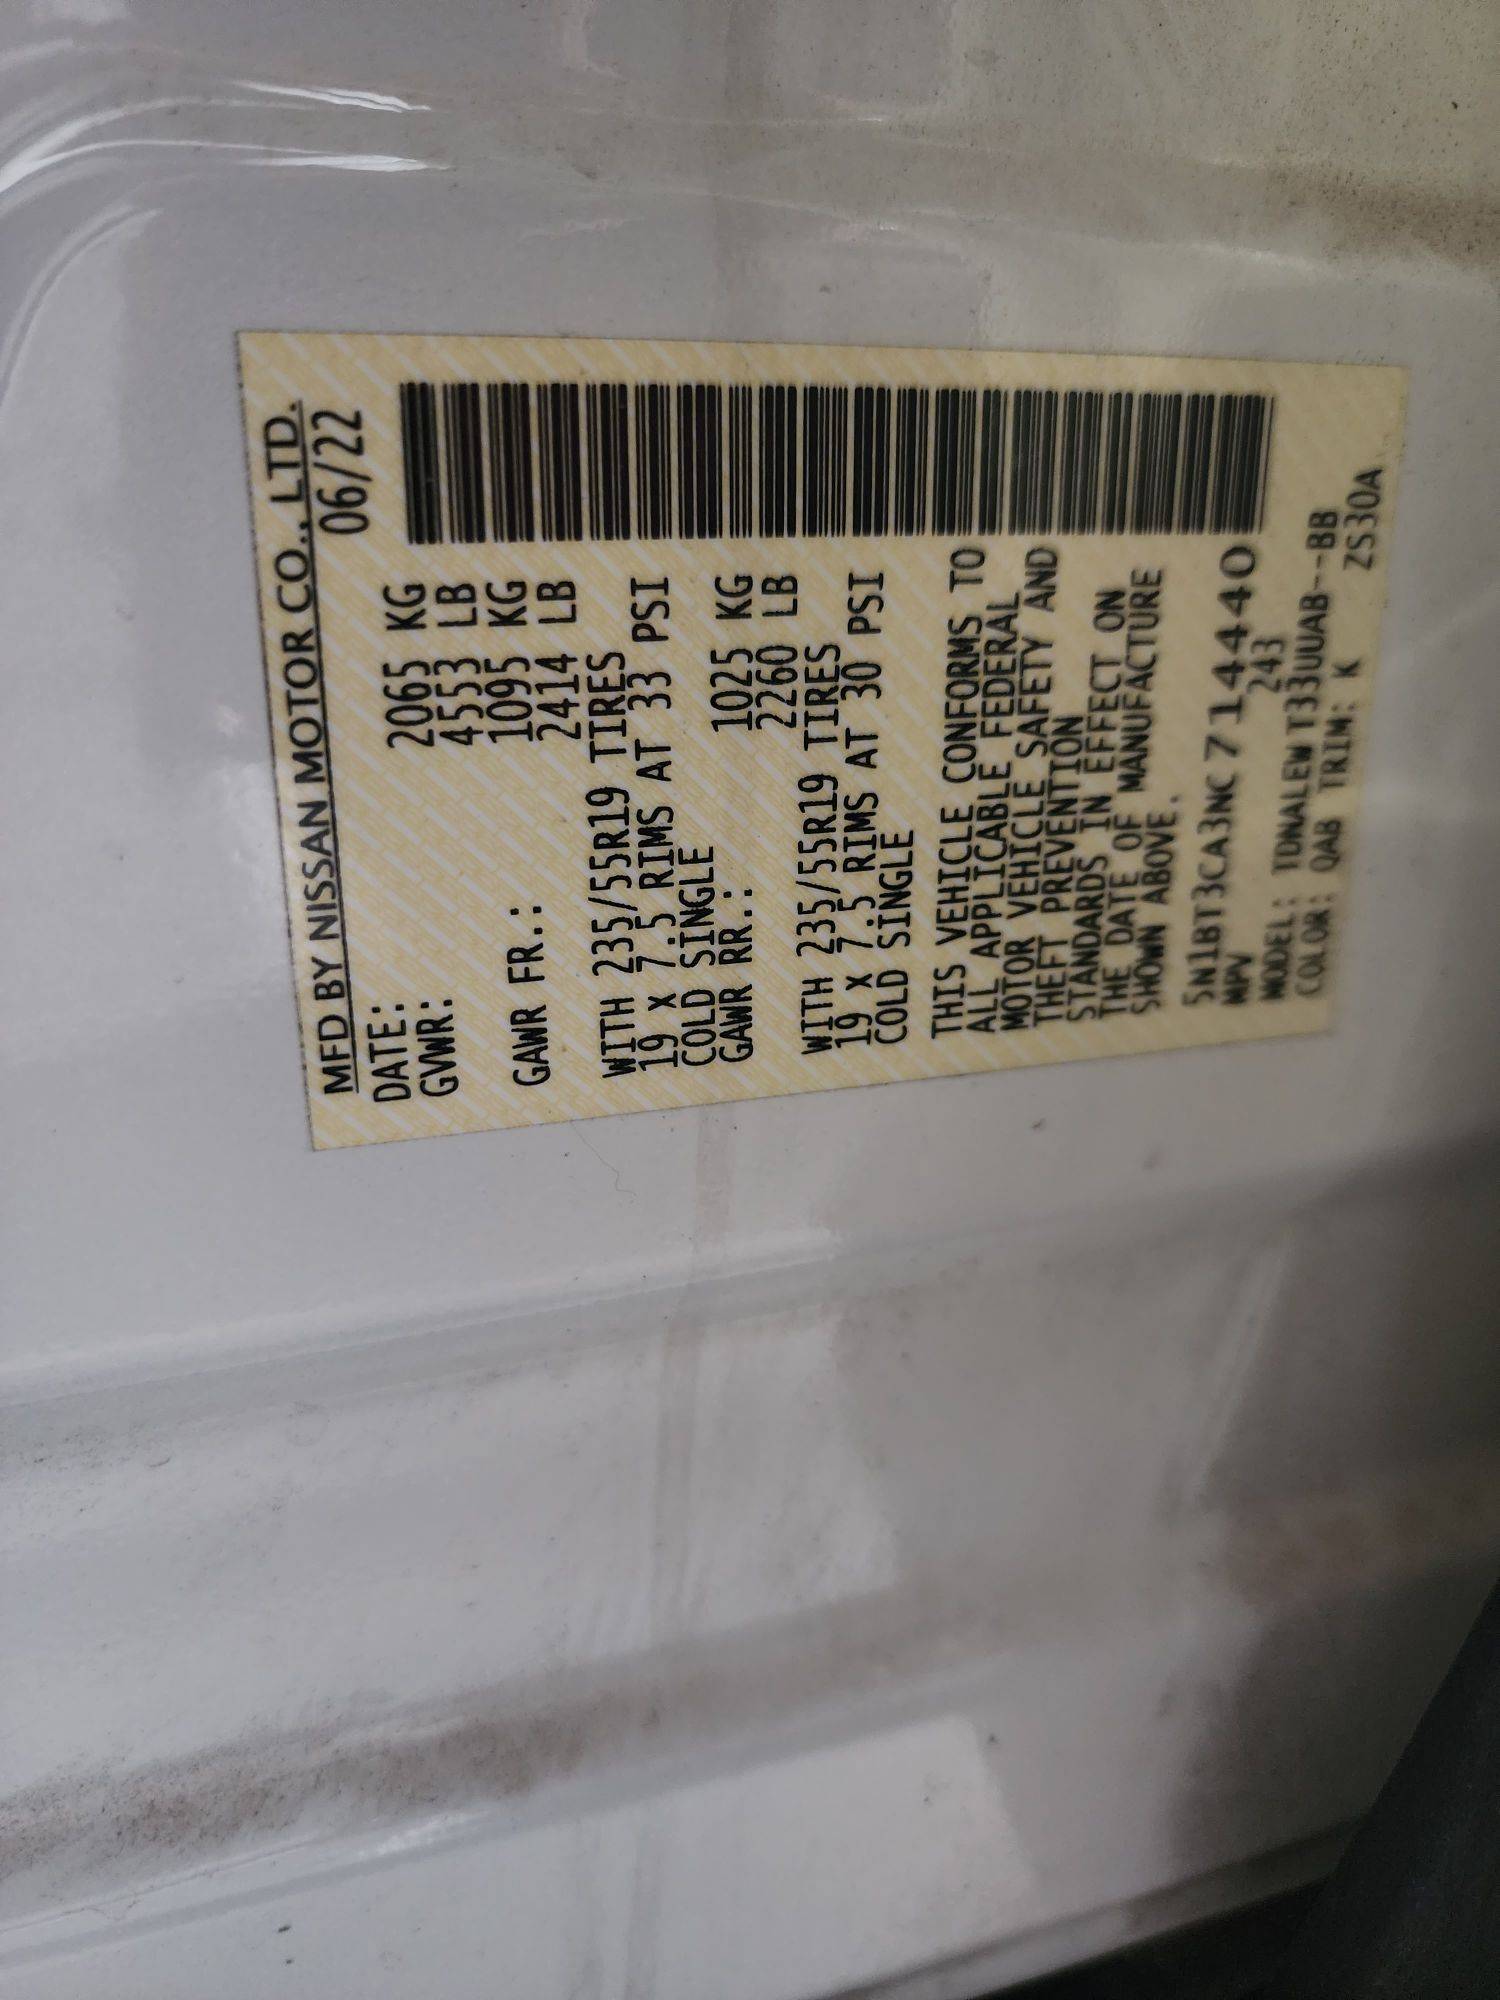 MFD BY NISSAN MOTOR CO., LTD.
DATE: 06/22
GVWR: 2065 KG
4553 LB
GAWR FR.: 1095 KG
2414 LB
WITH 235/55R19 TIRES
19 X 7.5 RIMS AT 33 PSI
COLD SINGLE
GAWR RR.: 1025 KG
2260 LB
WITH 235/55R19 TIRES
19 X 7.5 RIMS AT 30 PSI
COLD SINGLE
THIS VEHICLE CONFORMS TO
ALL APPLICABLE FEDERAL
MOTOR VEHICLE SAFETY AND
THEFT PREVENTION
STANDARDS IN EFFECT ON
THE DATE OF MANUFACTURE
SHOWN ABOVE.
5N1BT3CA3NC714440
MPV 243
MODEL: TDNALEW T33UUAB--BB
COLOR: QAB TRIM: K ZS30A